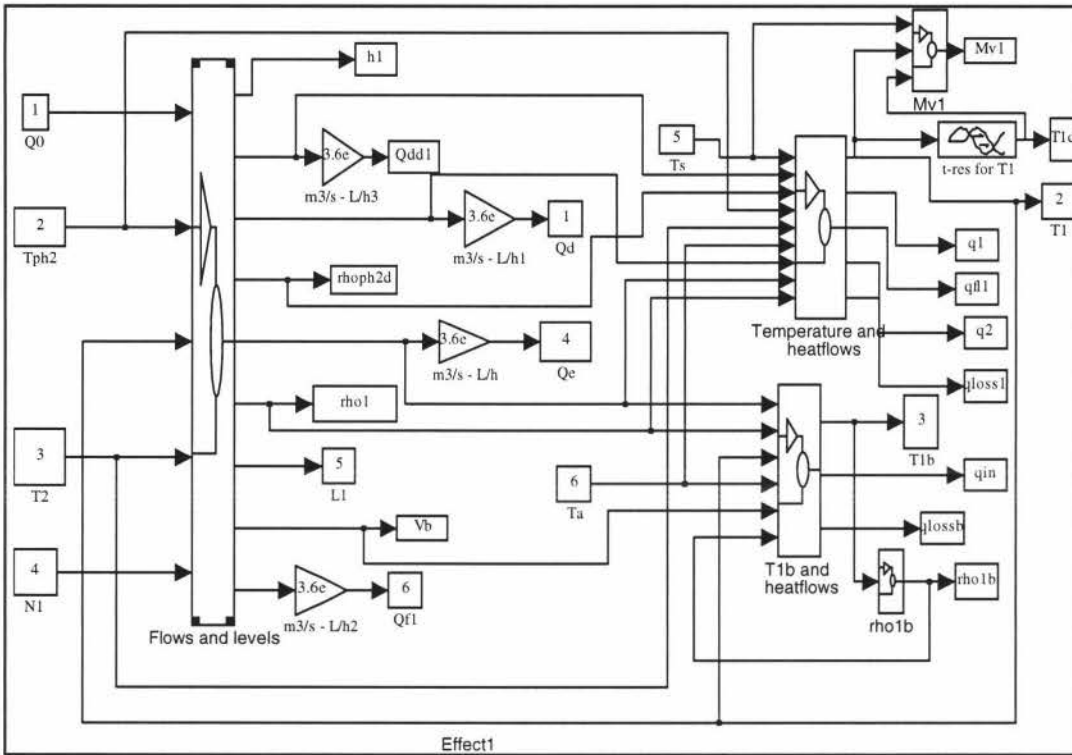 1
Q0
2
Tph2
3
T2
4
N1
Flows and levels
h1
3.6e
m3/s - L/h3
Qdd1
3.6e
m3/s - L/h1
1
Qd
rhoph2d
3.6e
m3/s - L/h
4
Qe
rho1
5
L1
Vb
3.6e
m3/s - L/h2
6
Qf1
5
Ts
6
Ta
Temperature and
heatflows
T1b and
heatflows
Mv1
Mv1
t-res for T1
2
T1
q1
qfl1
q2
qloss1
3
T1b
qin
qlossb
rho1b
rho1b
Effect1